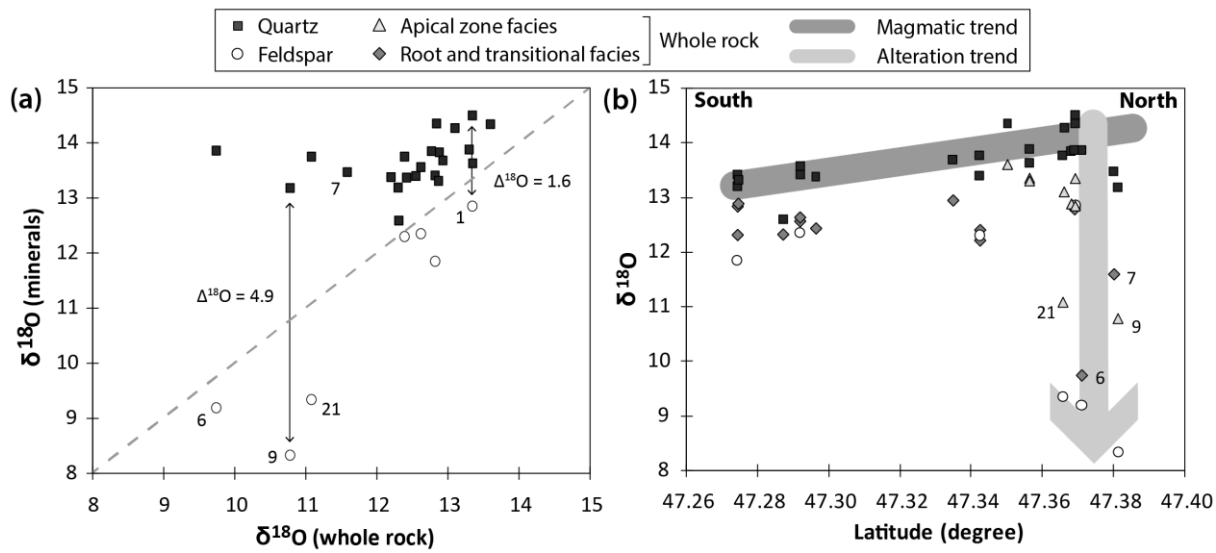 Quartz Apical zone facies Whole rock Magmatic trend
Feldspar Root and transitional facies Alteration trend
(a)
15
14
13
12
11
10
9
8
δ¹⁸O (minerals)
7
Δ¹⁸O = 1.6
1
Δ¹⁸O = 4.9
6
21
9
8 9 10 11 12 13 14 15
δ¹⁸O (whole rock)
(b)
South North
15
14
13
12
11
10
9
8
δ¹⁸O
7
21
9
6
47.26 47.28 47.30 47.32 47.34 47.36 47.38 47.40
Latitude (degree)